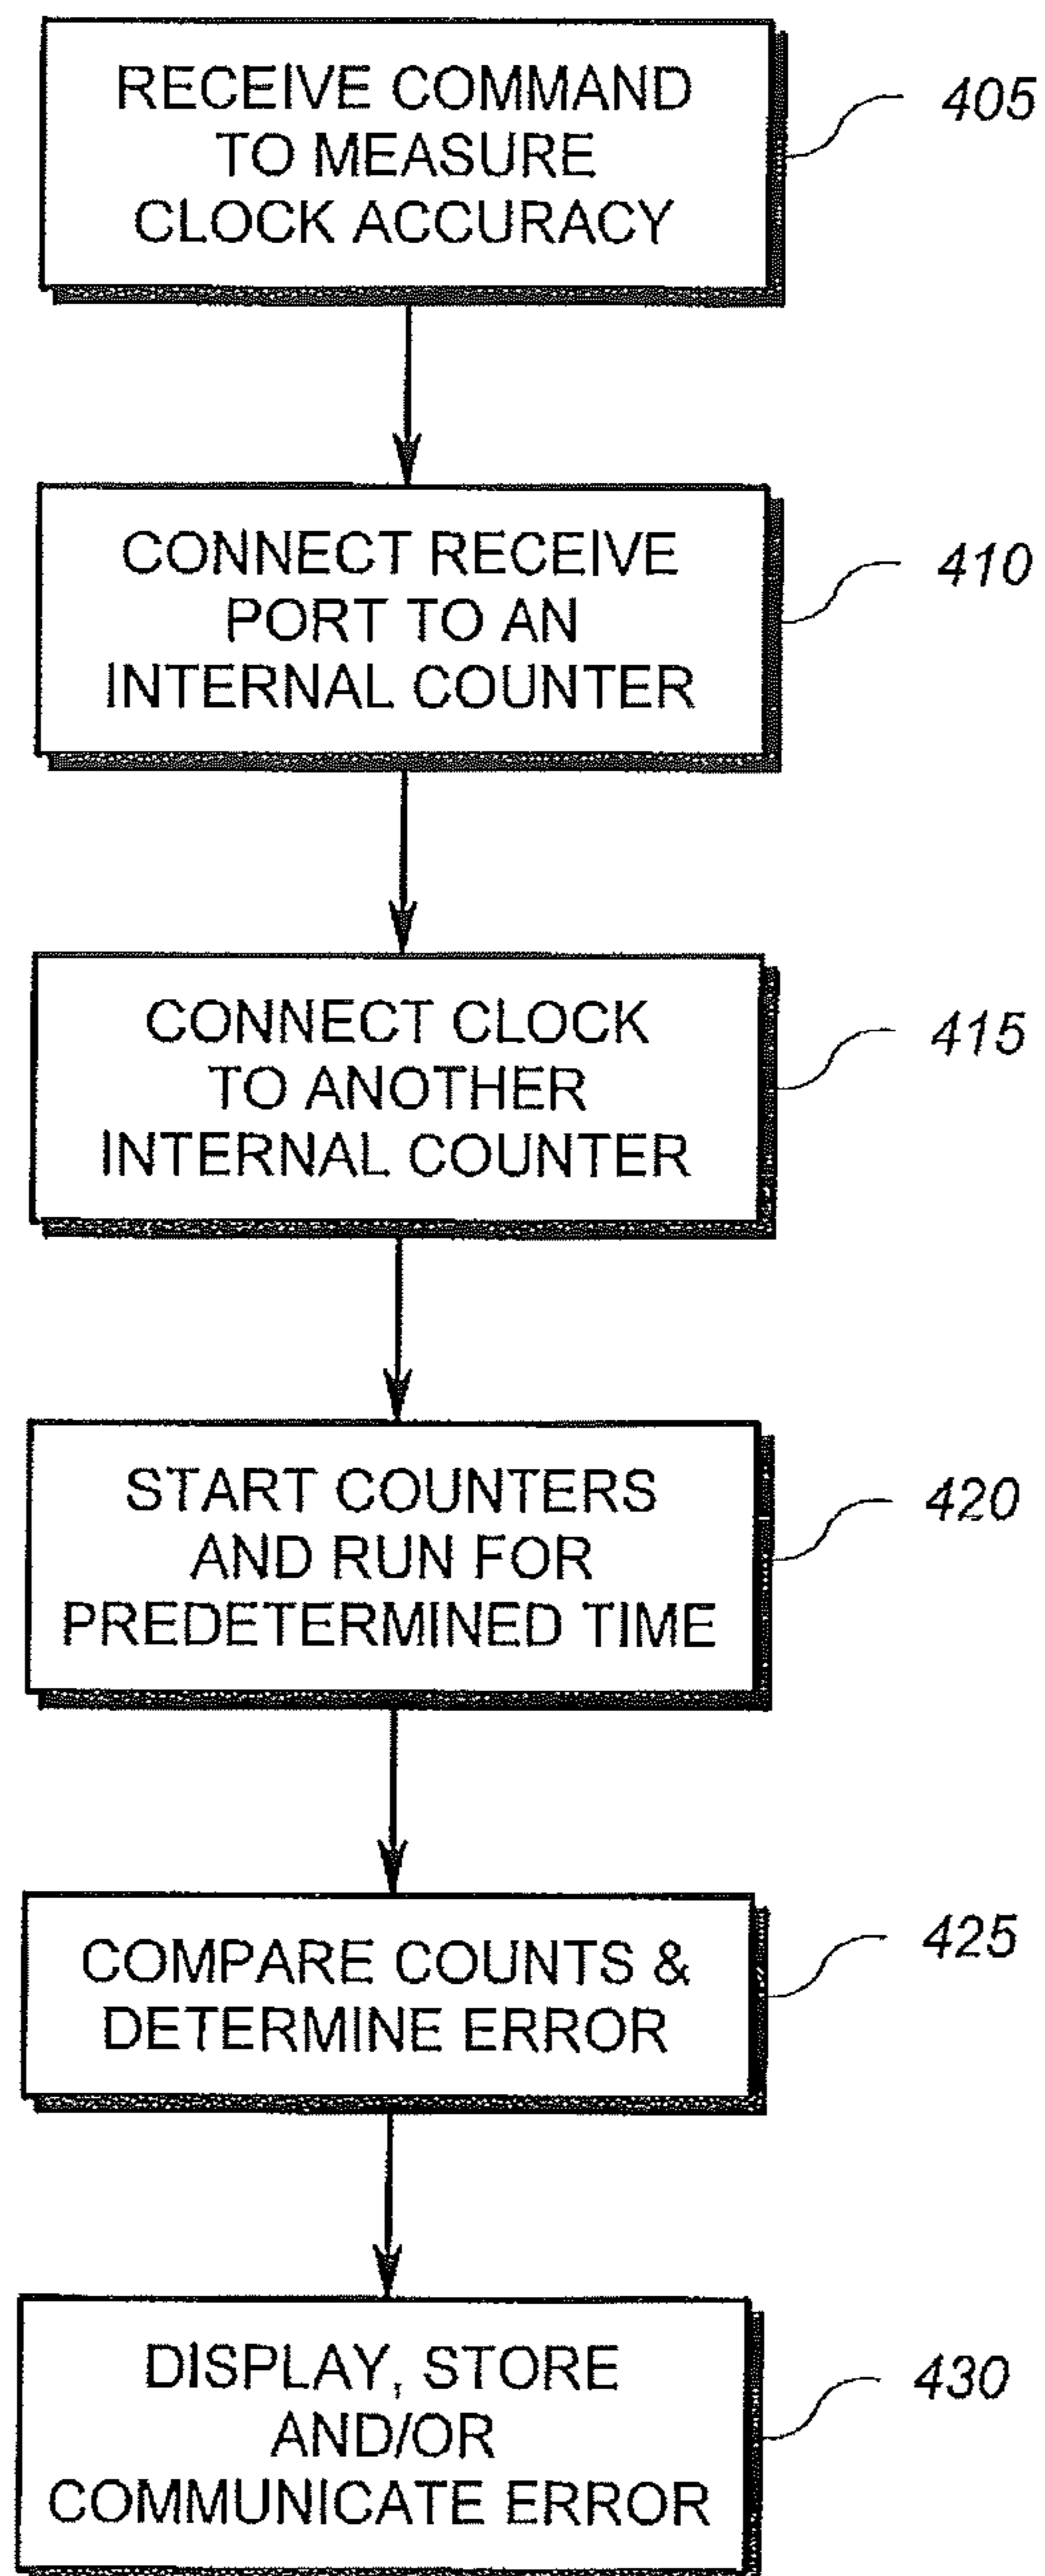 RECEIVE COMMAND
TO MEASURE
CLOCK ACCURACY
405
CONNECT RECEIVE
PORT TO AN
INTERNAL COUNTER
410
CONNECT CLOCK
TO ANOTHER
INTERNAL COUNTER
415
START COUNTERS
AND RUN FOR
PREDETERMINED TIME
420
COMPARE COUNTS &
DETERMINE ERROR
425
DISPLAY, STORE
AND/OR
COMMUNICATE ERROR
430